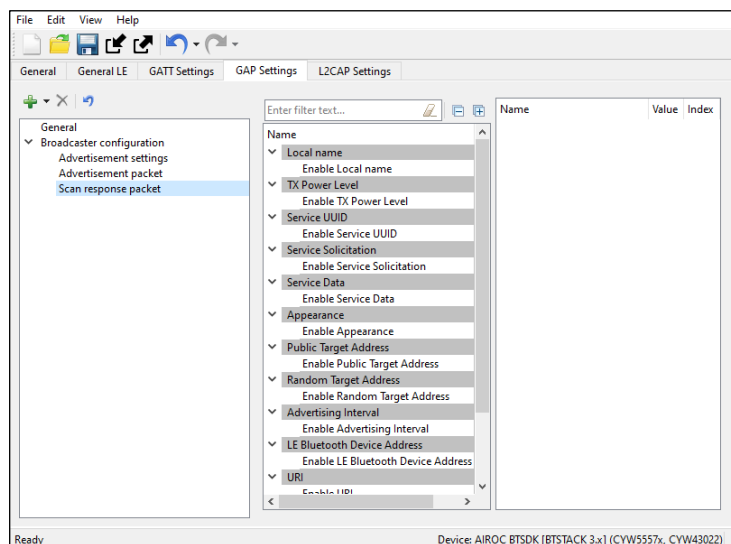 File Edit View Help
General General LE GATT Settings GAP Settings L2CAP Settings
General
Broadcaster configuration
Advertisement settings
Advertisement packet
Scan response packet
Enter filter text...
Name
Local name
Enable Local name
TX Power Level
Enable TX Power Level
Service UUID
Enable Service UUID
Service Solicitation
Enable Service Solicitation
Service Data
Enable Service Data
Appearance
Enable Appearance
Public Target Address
Enable Public Target Address
Random Target Address
Enable Random Target Address
Advertising Interval
Enable Advertising Interval
LE Bluetooth Device Address
Enable LE Bluetooth Device Address
URI
Enable URI
Name Value Index
Ready Device: AIROC BTSDK [BTSTACK 3.x] (CYW5557x, CYW43022)